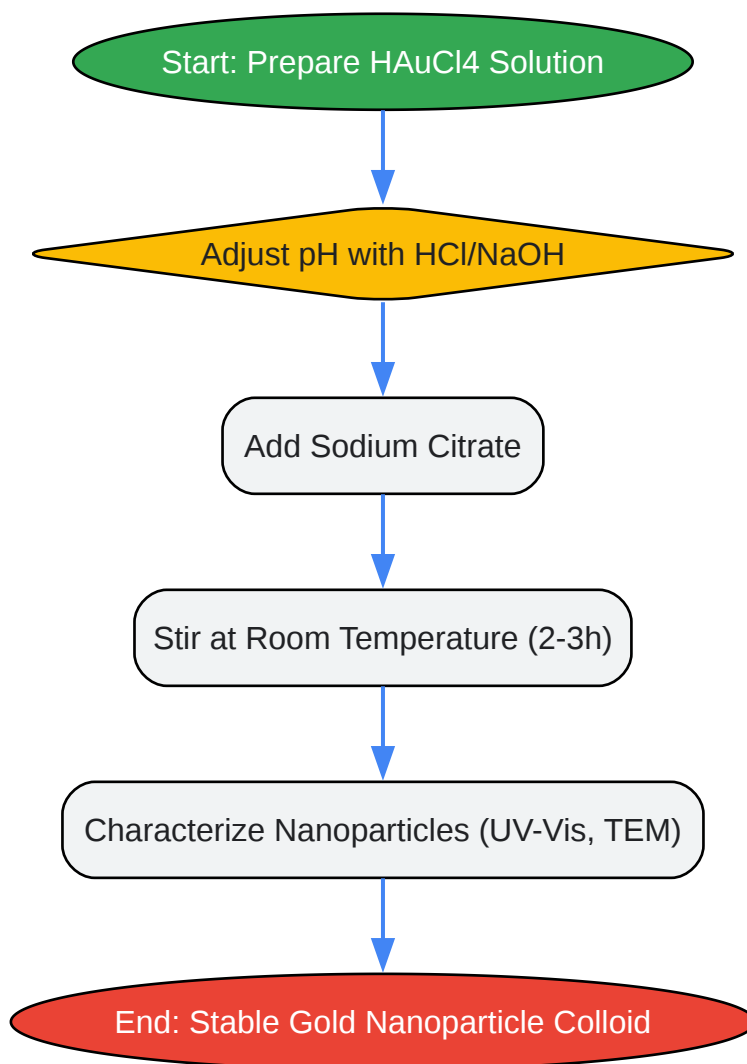 Start: Prepare HAuCl4 Solution
Adjust pH with HCl/NaOH
Add Sodium Citrate
Stir at Room Temperature (2-3h)
Characterize Nanoparticles (UV-Vis, TEM)
End: Stable Gold Nanoparticle Colloid